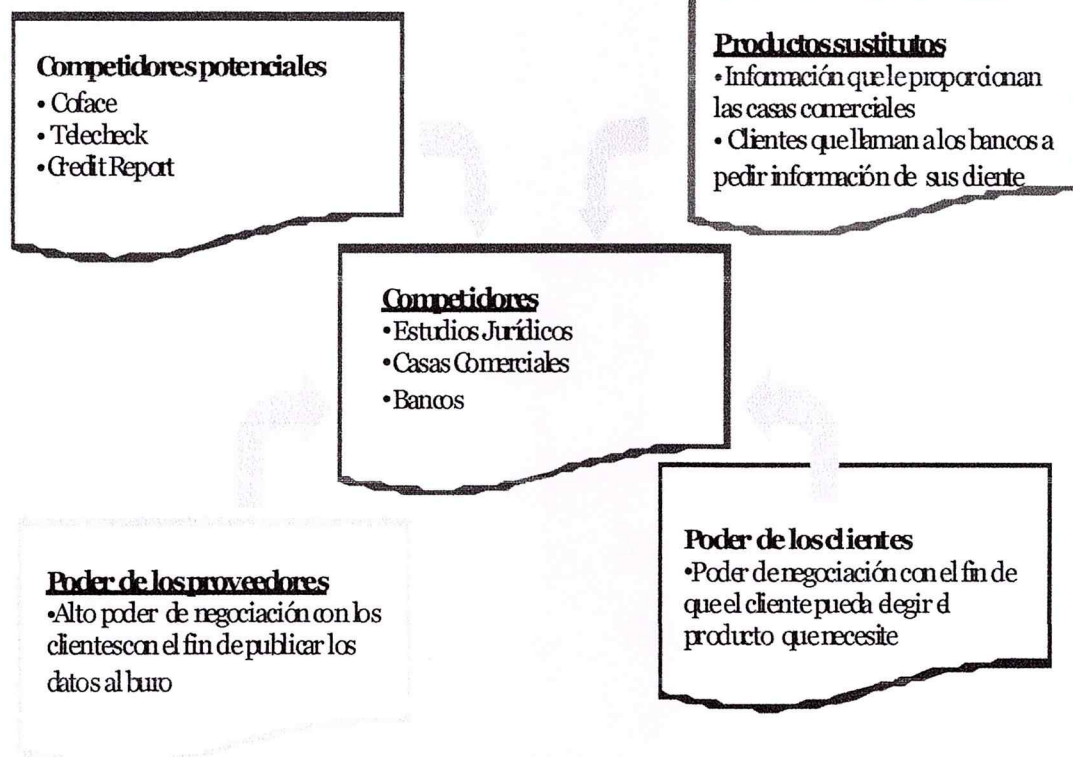 Competidores potenciales
• Coface
• Telecheck
• Credit Report
Productos sustitutos
• Información que le proporcionan
las casas comerciales
• Clientes que llaman a los bancos a
pedir información de sus cliente
Competidores
• Estudios Jurídicos
• Casas Comerciales
• Bancos
Poder de los proveedores
• Alto poder de negociación con los
clientes con el fin de publicar los
datos al buro
Poder de los clientes
• Poder de negociación con el fin de
que el cliente pueda elegir el
producto que necesite